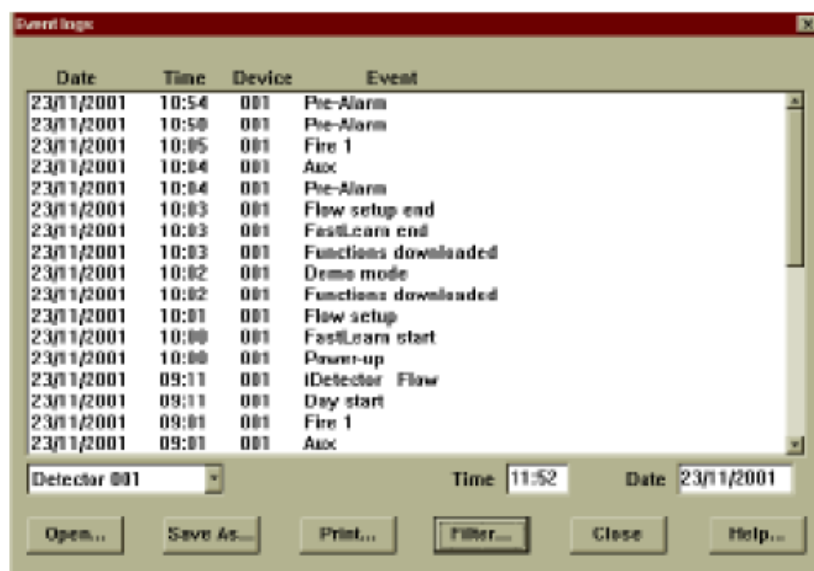 Event logs
Date Time Device Event
23/11/2001 10:54 001 Pre-Alarm
23/11/2001 10:50 001 Pre-Alarm
23/11/2001 10:05 001 Fire 1
23/11/2001 10:04 001 Aux
23/11/2001 10:04 001 Pre-Alarm
23/11/2001 10:03 001 Flow setup end
23/11/2001 10:03 001 FastLearn end
23/11/2001 10:03 001 Functions downloaded
23/11/2001 10:02 001 Demo mode
23/11/2001 10:02 001 Functions downloaded
23/11/2001 10:01 001 Flow setup
23/11/2001 10:00 001 FastLearn start
23/11/2001 10:00 001 Power-up
23/11/2001 09:11 001 iDetector Flow
23/11/2001 09:11 001 Day start
23/11/2001 09:01 001 Fire 1
23/11/2001 09:01 001 Aux
Detector 001 Time 11:52 Date 23/11/2001
Open... Save As... Print... Filter... Close Help...